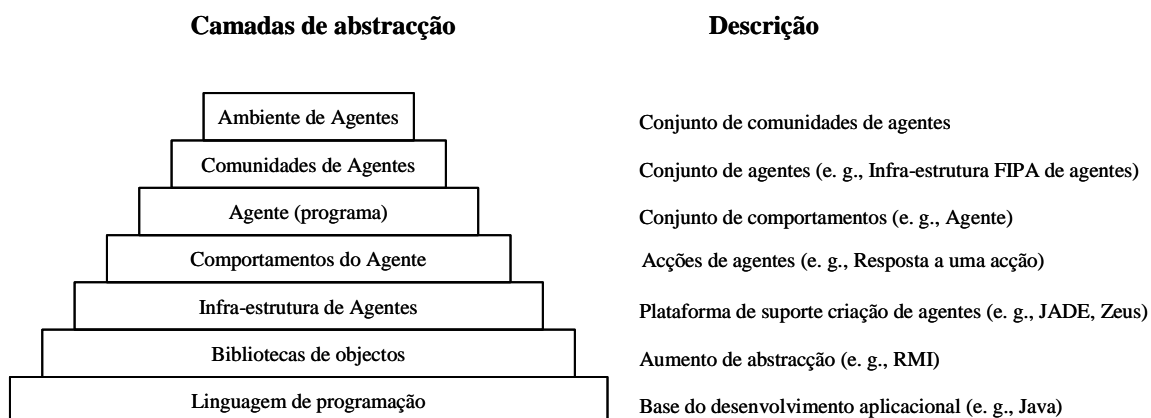 Camadas de abstracção Descrição
Ambiente de Agentes Conjunto de comunidades de agentes
Comunidades de Agentes Conjunto de agentes (e. g., Infra-estrutura FIPA de agentes)
Agente (programa) Conjunto de comportamentos (e. g., Agente)
Comportamentos do Agente Acções de agentes (e. g., Resposta a uma acção)
Infra-estrutura de Agentes Plataforma de suporte criação de agentes (e. g., JADE, Zeus)
Bibliotecas de objectos Aumento de abstracção (e. g., RMI)
Linguagem de programação Base do desenvolvimento aplicacional (e. g., Java)